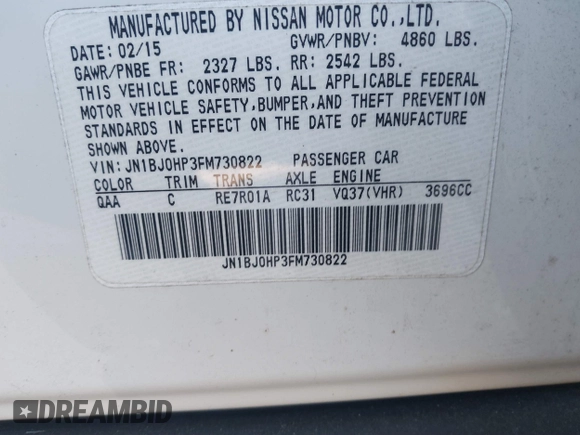 MANUFACTURED BY NISSAN MOTOR CO.,LTD.
DATE: 02/15 GVWR/PNBV: 4860 LBS.
GAWR/PNBE FR: 2327 LBS. RR: 2542 LBS.
THIS VEHICLE CONFORMS TO ALL APPLICABLE FEDERAL
MOTOR VEHICLE SAFETY,BUMPER,AND THEFT PREVENTION
STANDARDS IN EFFECT ON THE DATE OF MANUFACTURE
SHOWN ABOVE.
VIN:JN1BJ0HP3FM730822 PASSENGER CAR
COLOR TRIM TRANS AXLE ENGINE
QAA C RE7R01A RC31 VQ37(VHR) 3696CC
JN1BJ0HP3FM730822
DREAMBID